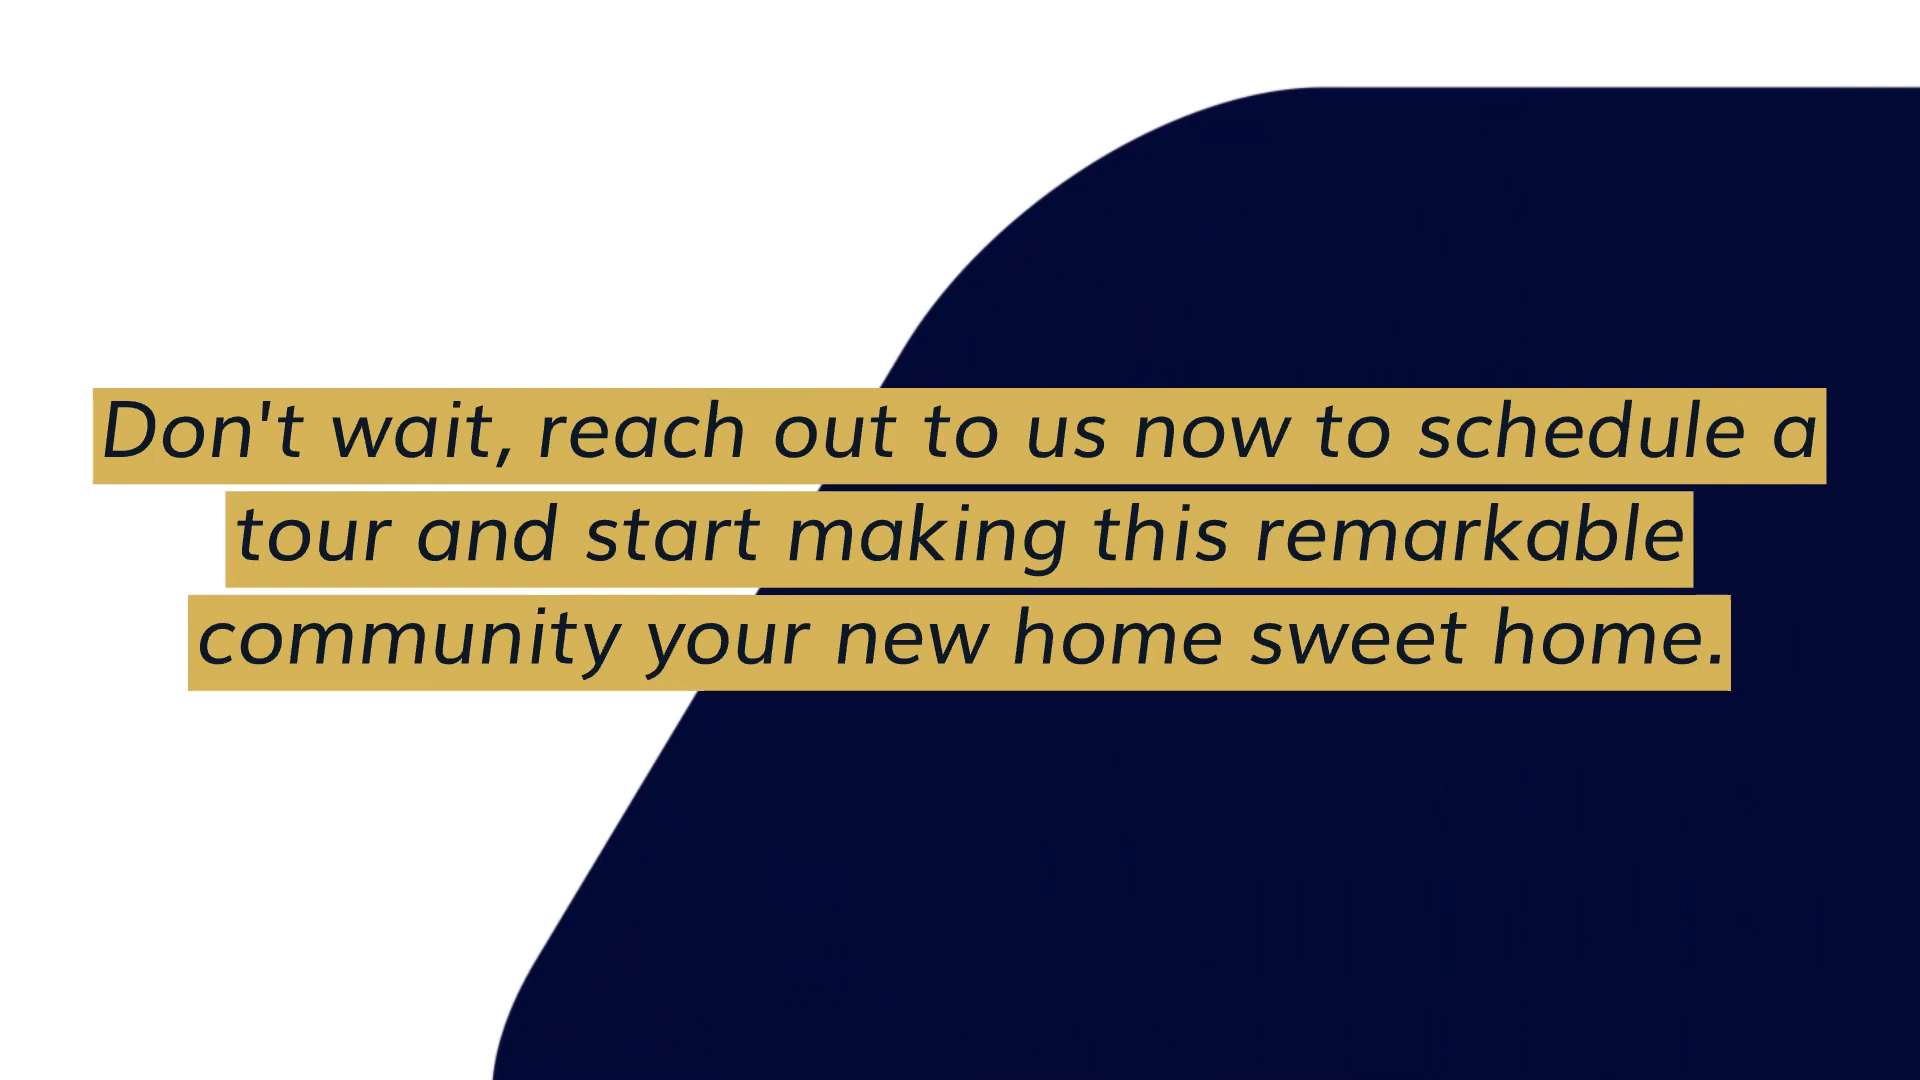 Don't wait, reach out to us now to schedule a
tour and start making this remarkable
community your new home sweet home.